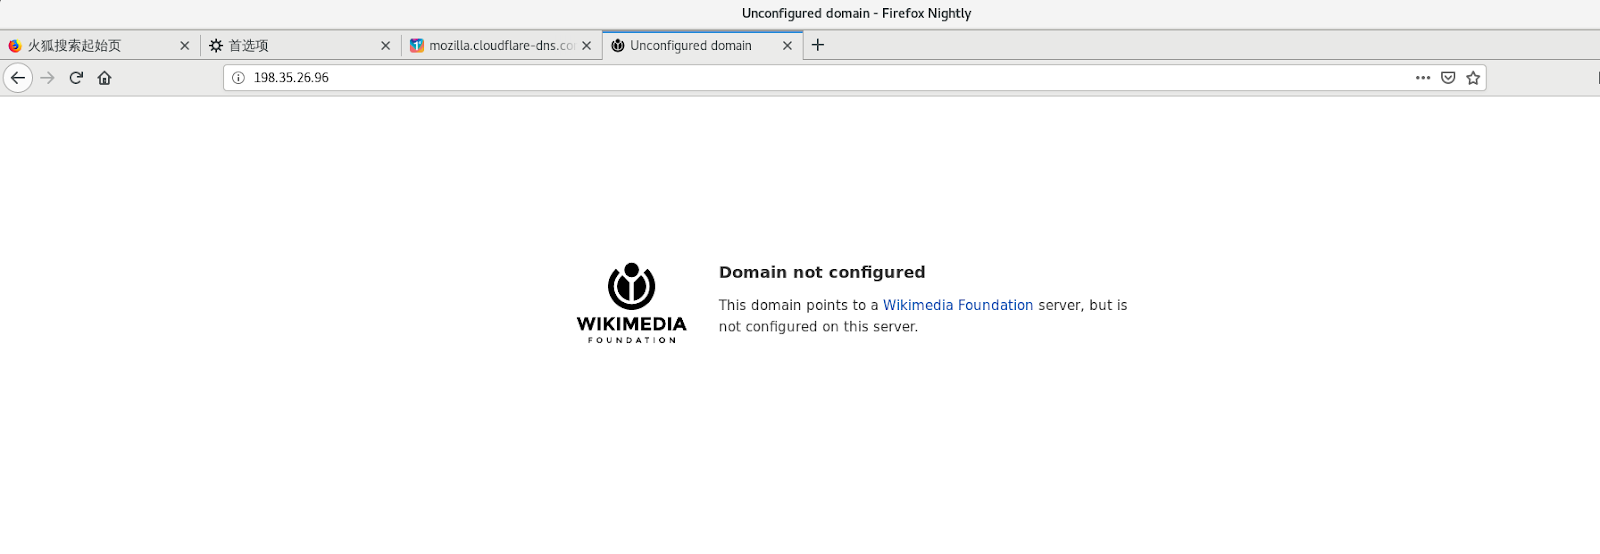 Unconfigured domain - Firefox Nightly
火狐搜索起始页
首选项
mozilla.cloudflare-dns.co
Unconfigured domain
198.35.26.96
WIKIMEDIA
FOUNDATION
Domain not configured
This domain points to a Wikimedia Foundation server, but is
not configured on this server.